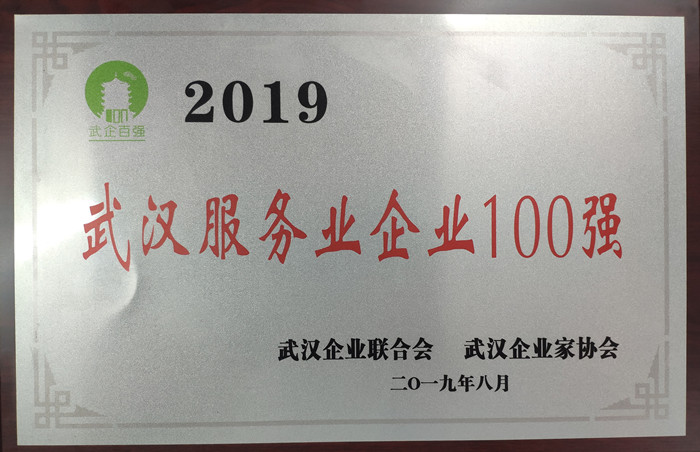 2019
武企百强
武汉服务业企业100强
武汉企业联合会 武汉企业家协会
二〇一九年八月